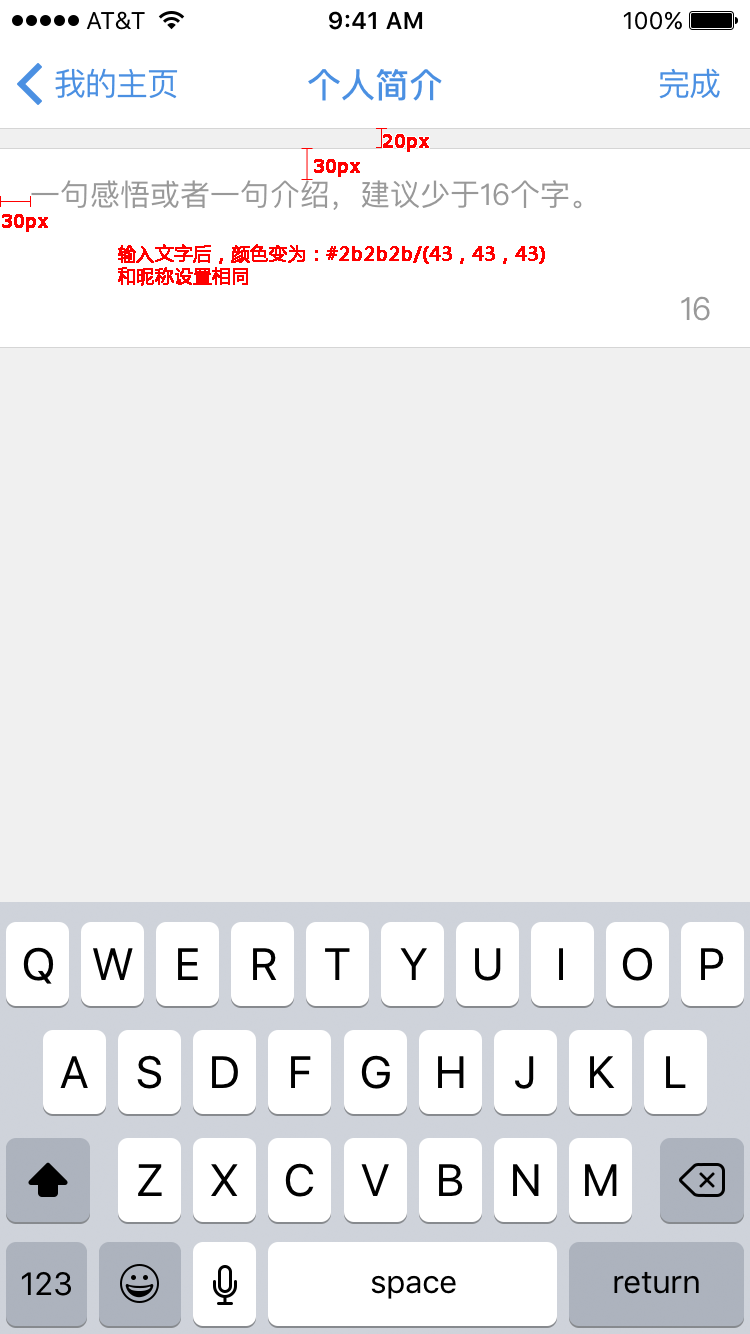 AT&T 9:41 AM 100%
我的主页 个人简介 完成
20px
30px
一句感悟或者一句介绍，建议少于16个字。
30px
输入文字后，颜色变为：#2b2b2b/(43，43，43)
和昵称设置相同
16
Q W E R T Y U I O P
A S D F G H J K L
Z X C V B N M
123 space return